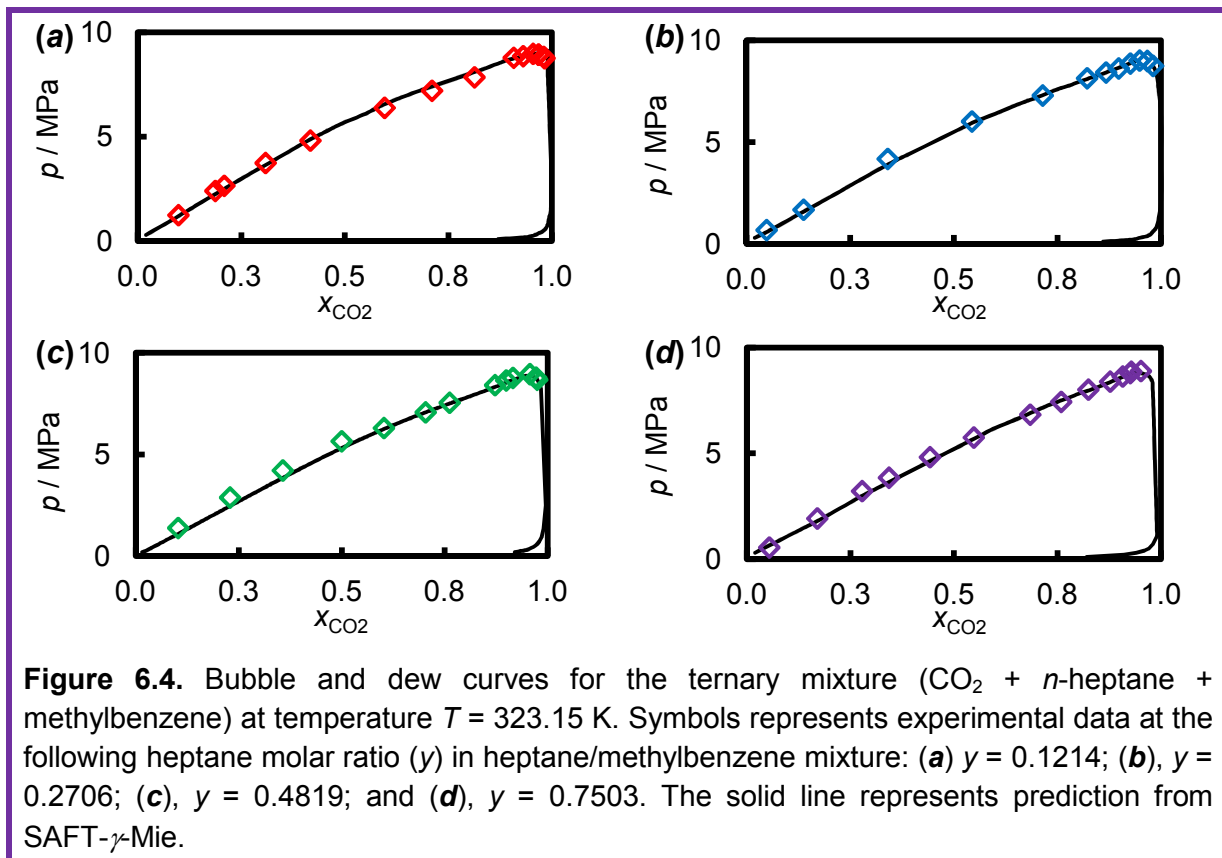 (a)
10
5
0
p / MPa
0.0 0.3 0.5 0.8 1.0
xCO2
(b)
10
5
0
p / MPa
0.0 0.3 0.5 0.8 1.0
xCO2
(c)
10
5
0
p / MPa
0.0 0.3 0.5 0.8 1.0
xCO2
(d)
10
5
0
p / MPa
0.0 0.3 0.5 0.8 1.0
xCO2
Figure 6.4. Bubble and dew curves for the ternary mixture (CO2 + n-heptane +
methylbenzene) at temperature T = 323.15 K. Symbols represents experimental data at the
following heptane molar ratio (y) in heptane/methylbenzene mixture: (a) y = 0.1214; (b), y =
0.2706; (c), y = 0.4819; and (d), y = 0.7503. The solid line represents prediction from
SAFT-γ-Mie.